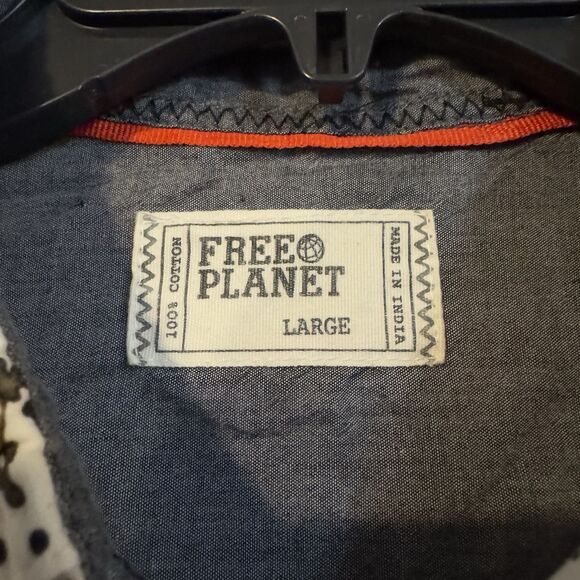 100% COTTON
FREE
PLANET
LARGE
MADE IN INDIA